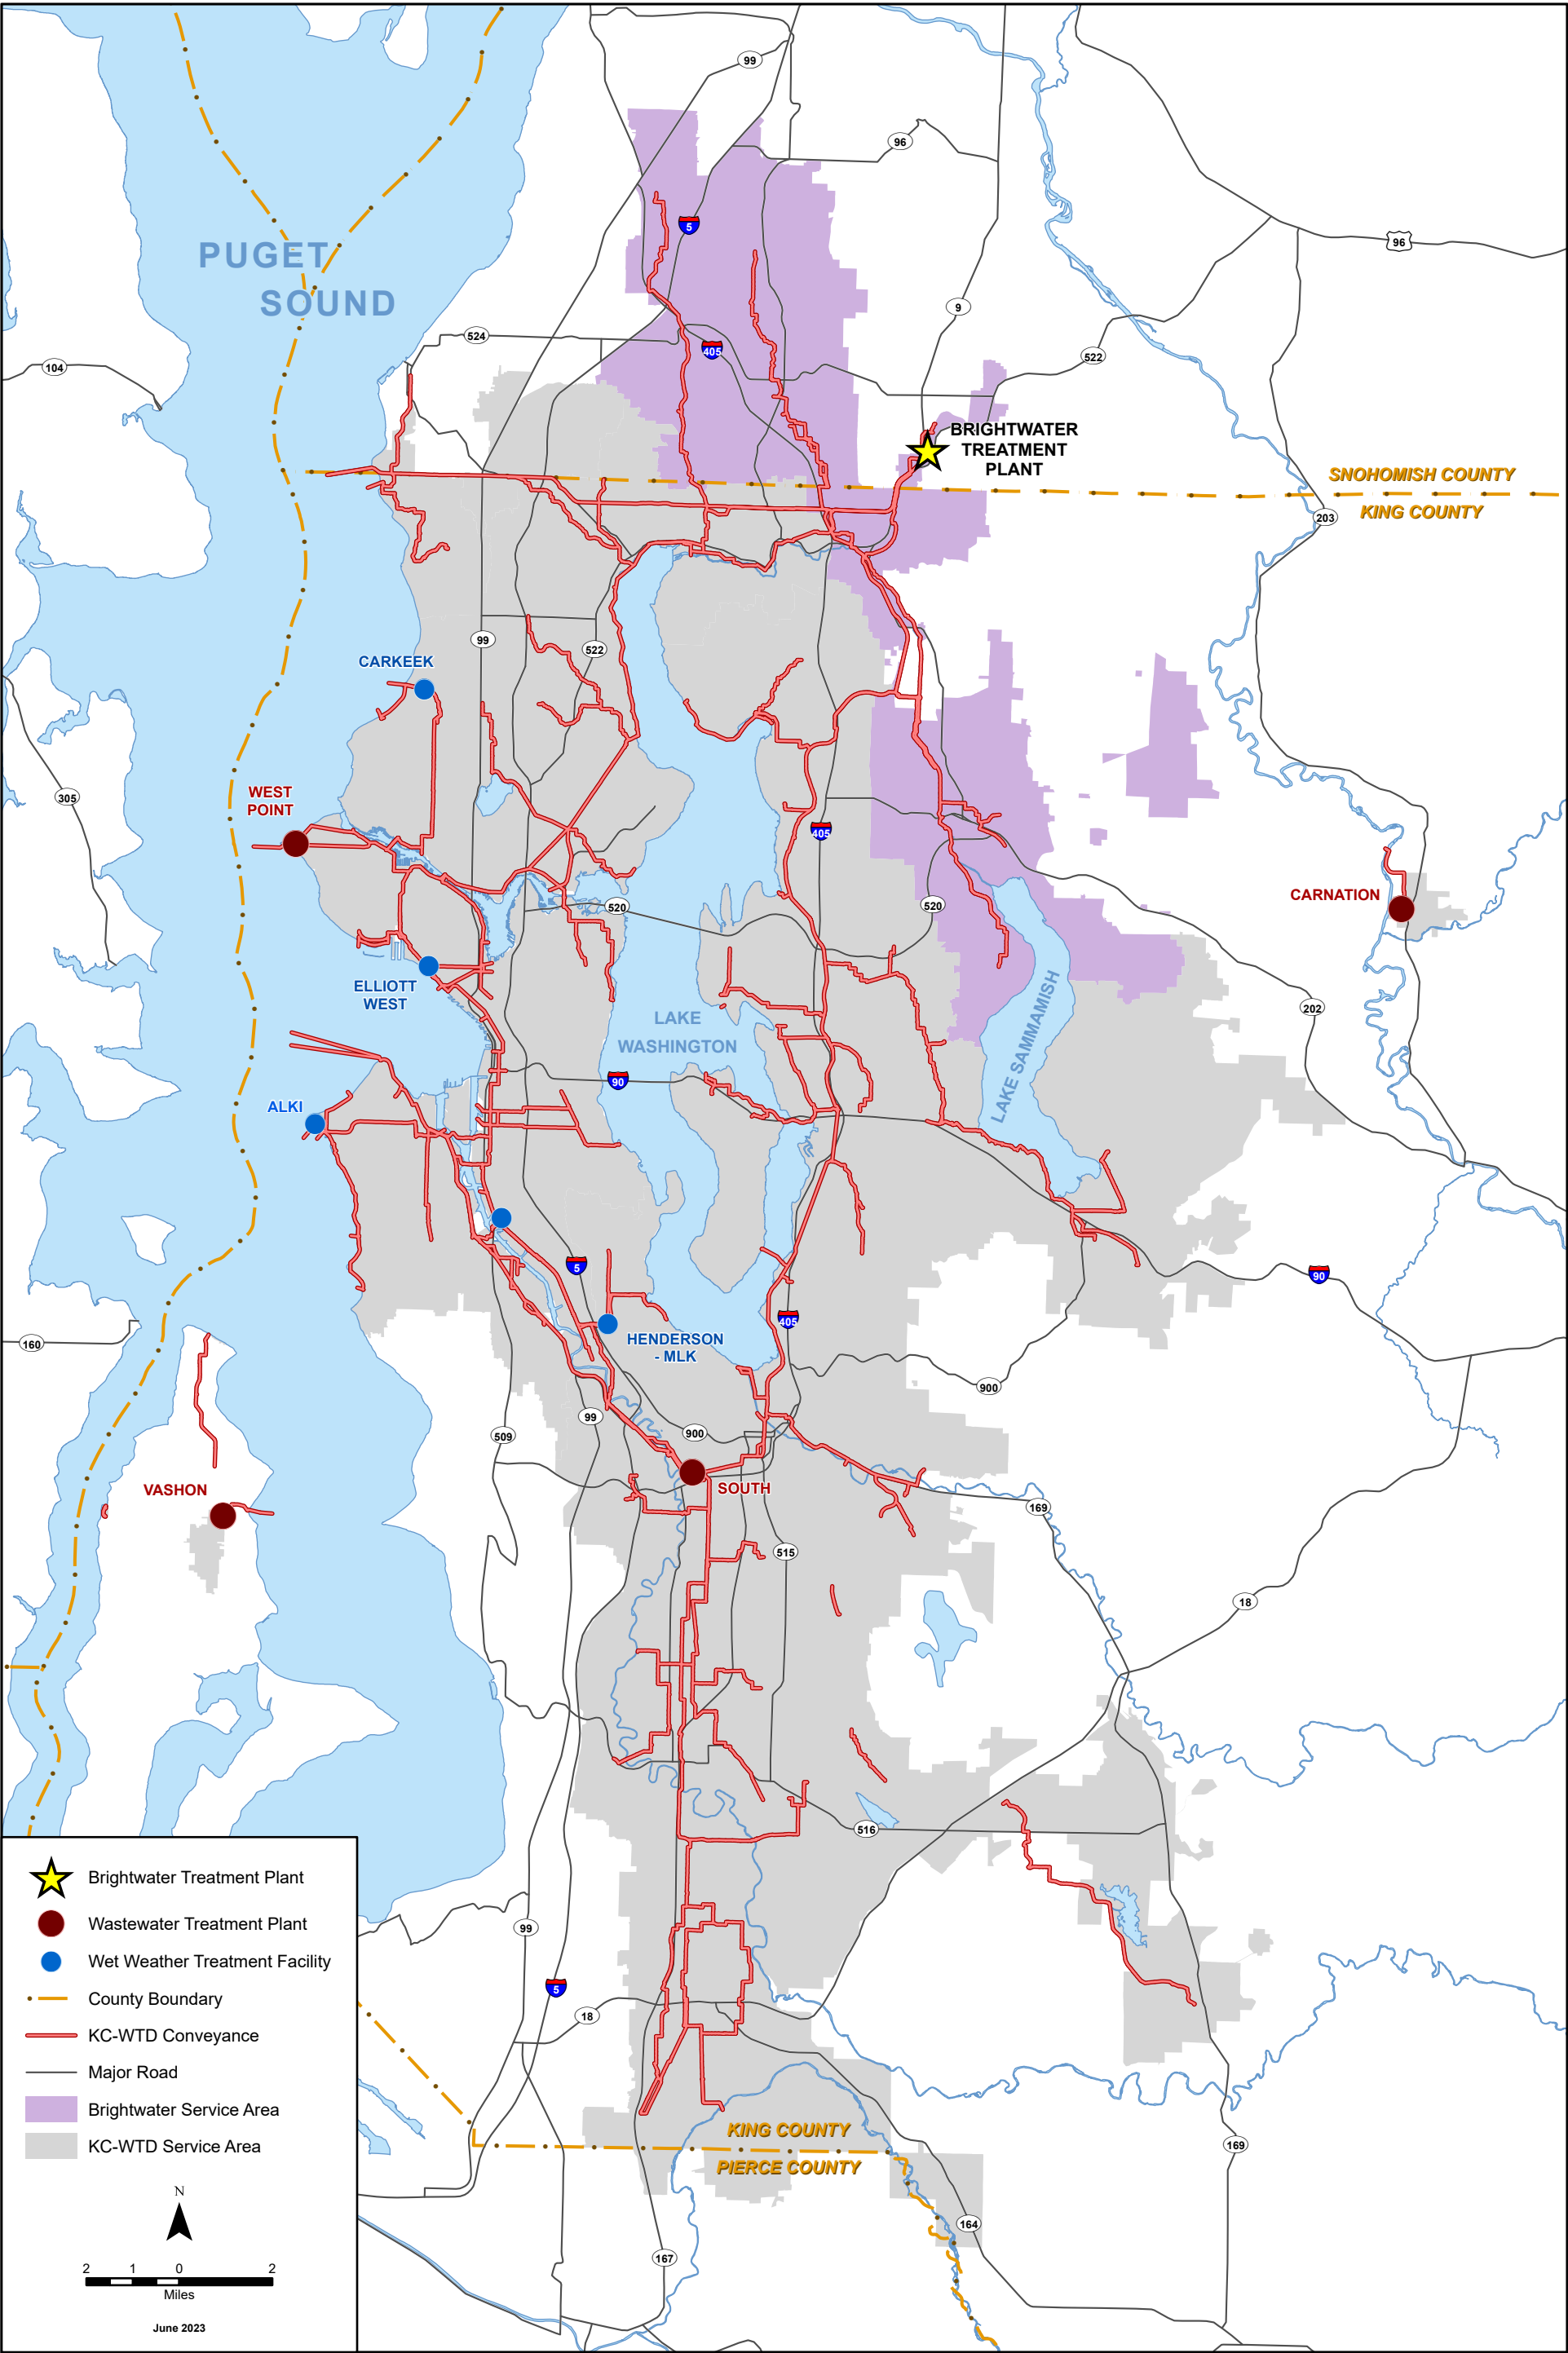 99
96
5
PUGET
SOUND
96
9
524
405
522
104
BRIGHTWATER
TREATMENT
PLANT
SNOHOMISH COUNTY
KING COUNTY
203
99
522
CARKEEK
WEST
POINT
305
405
CARNATION
520
520
ELLIOTT
WEST
202
LAKE
WASHINGTON
LAKE SAMMAMISH
90
ALKI
5
90
405
HENDERSON
- MLK
160
900
99
900
509
SOUTH
VASHON
169
515
18
516
99
5
18
KING COUNTY
PIERCE COUNTY
169
164
167
Brightwater Treatment Plant
Wastewater Treatment Plant
Wet Weather Treatment Facility
County Boundary
KC-WTD Conveyance
Major Road
Brightwater Service Area
KC-WTD Service Area
N
2 1 0 2
Miles
June 2023